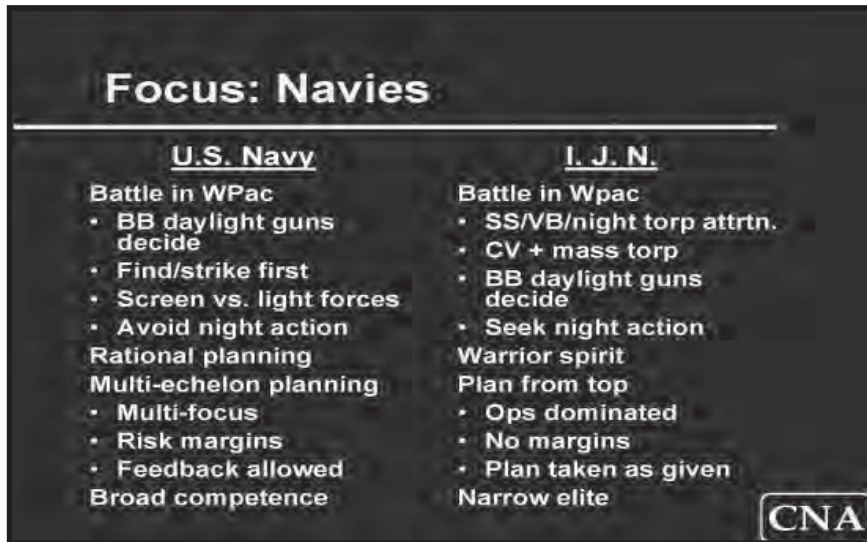 Focus: Navies
U.S. Navy
Battle in WPac
• BB daylight guns
decide
• Find/strike first
• Screen vs. light forces
• Avoid night action
Rational planning
Multi-echelon planning
• Multi-focus
• Risk margins
• Feedback allowed
Broad competence
I. J. N.
Battle in Wpac
• SS/VB/night torp attrtn.
• CV + mass torp
• BB daylight guns
decide
• Seek night action
Warrior spirit
Plan from top
• Ops dominated
• No margins
• Plan taken as given
Narrow elite
CNA